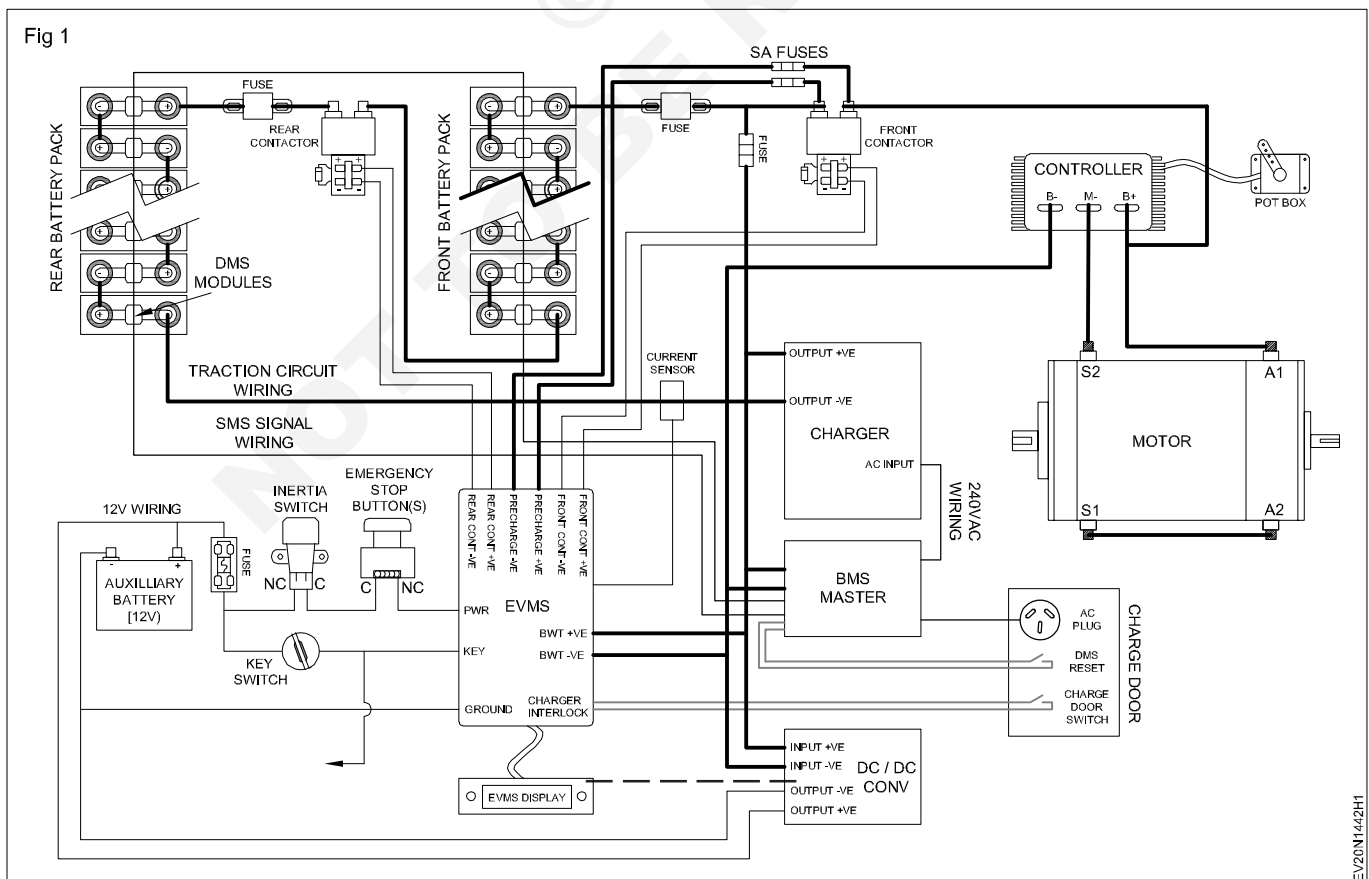 Fig 1
SA FUSES
FUSE
REAR
CONTACTOR
FUSE
FRONT
CONTACTOR
FUSE
REAR BATTERY PACK
FRONT BATTERY PACK
DMS
MODULES
CONTROLLER
B-
M-
B+
POT BOX
TRACTION CIRCUIT
WIRING
SMS SIGNAL
WIRING
CURRENT
SENSOR
OUTPUT +VE
OUTPUT -VE
CHARGER
AC INPUT
240VAC
WIRING
S2
A1
MOTOR
S1
A2
12V WIRING
INERTIA
SWITCH
EMERGENCY
STOP
BUTTON(S)
FUSE
NC
C
C
NC
-
+
AUXILLIARY
BATTERY
[12V]
KEY
SWITCH
REAR CONT -VE
REAR CONT +VE
PRECHARGE -VE
PRECHARGE +VE
FRONT CONT -VE
FRONT CONT +VE
PWR
EVMS
KEY
BWT +VE
BWT -VE
GROUND
CHARGER
INTERLOCK
EVMS DISPLAY
BMS
MASTER
AC
PLUG
DMS
RESET
CHARGE
DOOR
SWITCH
CHARGE DOOR
INPUT +VE
INPUT -VE
OUTPUT -VE
OUTPUT +VE
DC / DC
CONV
EV20N1442H1